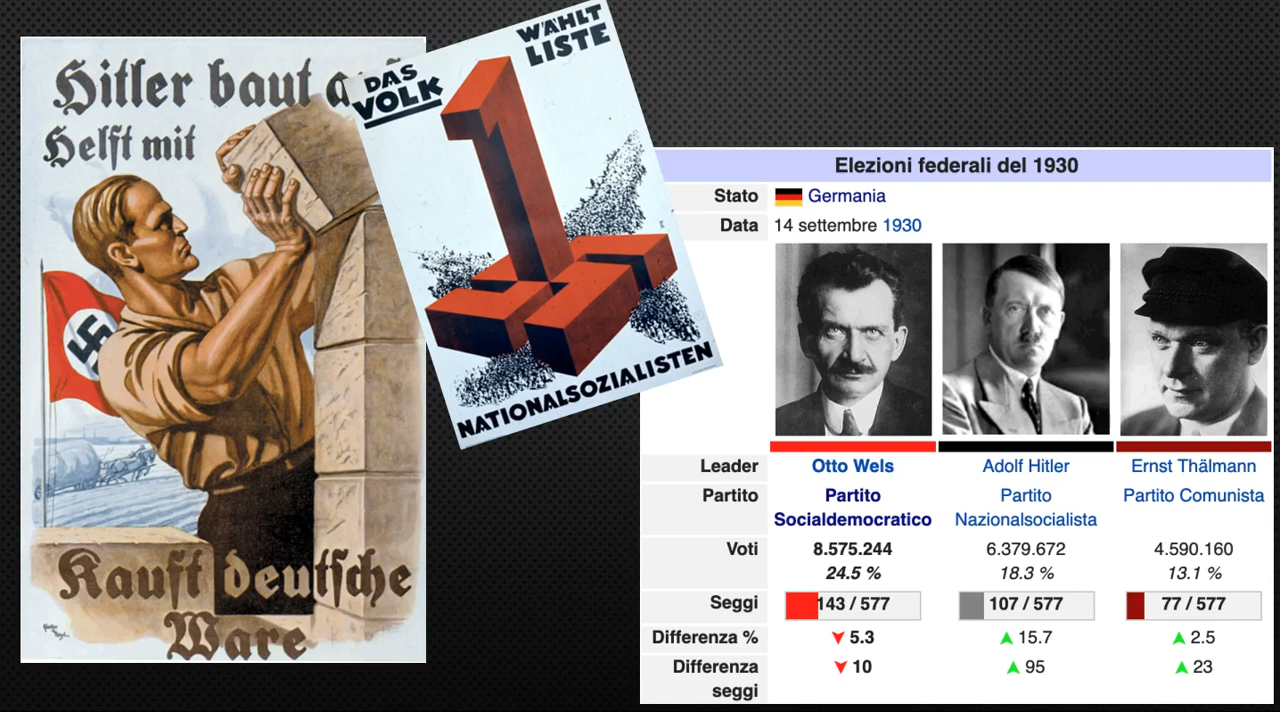 Hitler baut
Helft mit
Kauft deutsche
Ware
DAS
VOLK
WÄHLT
LISTE
1
NATIONALSOZIALISTEN
Elezioni federali del 1930
Stato Germania
Data 14 settembre 1930
Leader Otto Wels Adolf Hitler Ernst Thälmann
Partito Partito Partito Partito Comunista
Socialdemocratico Nazionalsocialista
Voti 8.575.244 6.379.672 4.590.160
24.5 % 18.3 % 13.1 %
Seggi 143 / 577 107 / 577 77 / 577
Differenza % 5.3 15.7 2.5
Differenza 10 95 23
seggi